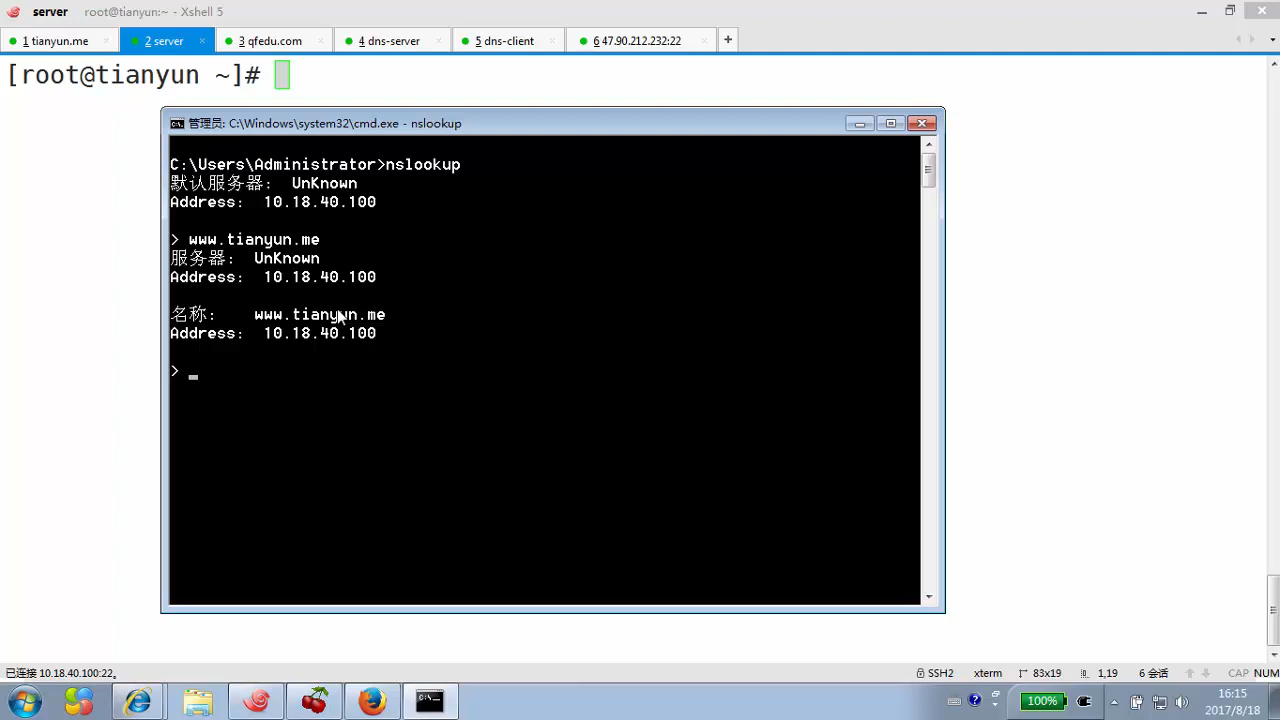 server root@tianyun:~ - Xshell 5
1 tianyun.me
2 server
3 qfedu.com
4 dns-server
5 dns-client
6 47.90.212.232:22
[root@tianyun ~]#
管理员: C:\Windows\system32\cmd.exe - nslookup
C:\Users\Administrator>nslookup
默认服务器: UnKnown
Address: 10.18.40.100
> www.tianyun.me
服务器: UnKnown
Address: 10.18.40.100
名称: www.tianyun.me
Address: 10.18.40.100
>
已连接 10.18.40.100:22。
SSH2
xterm
83x19
1,19
6 会话
CAP
NUM
100%
16:15
2017/8/18